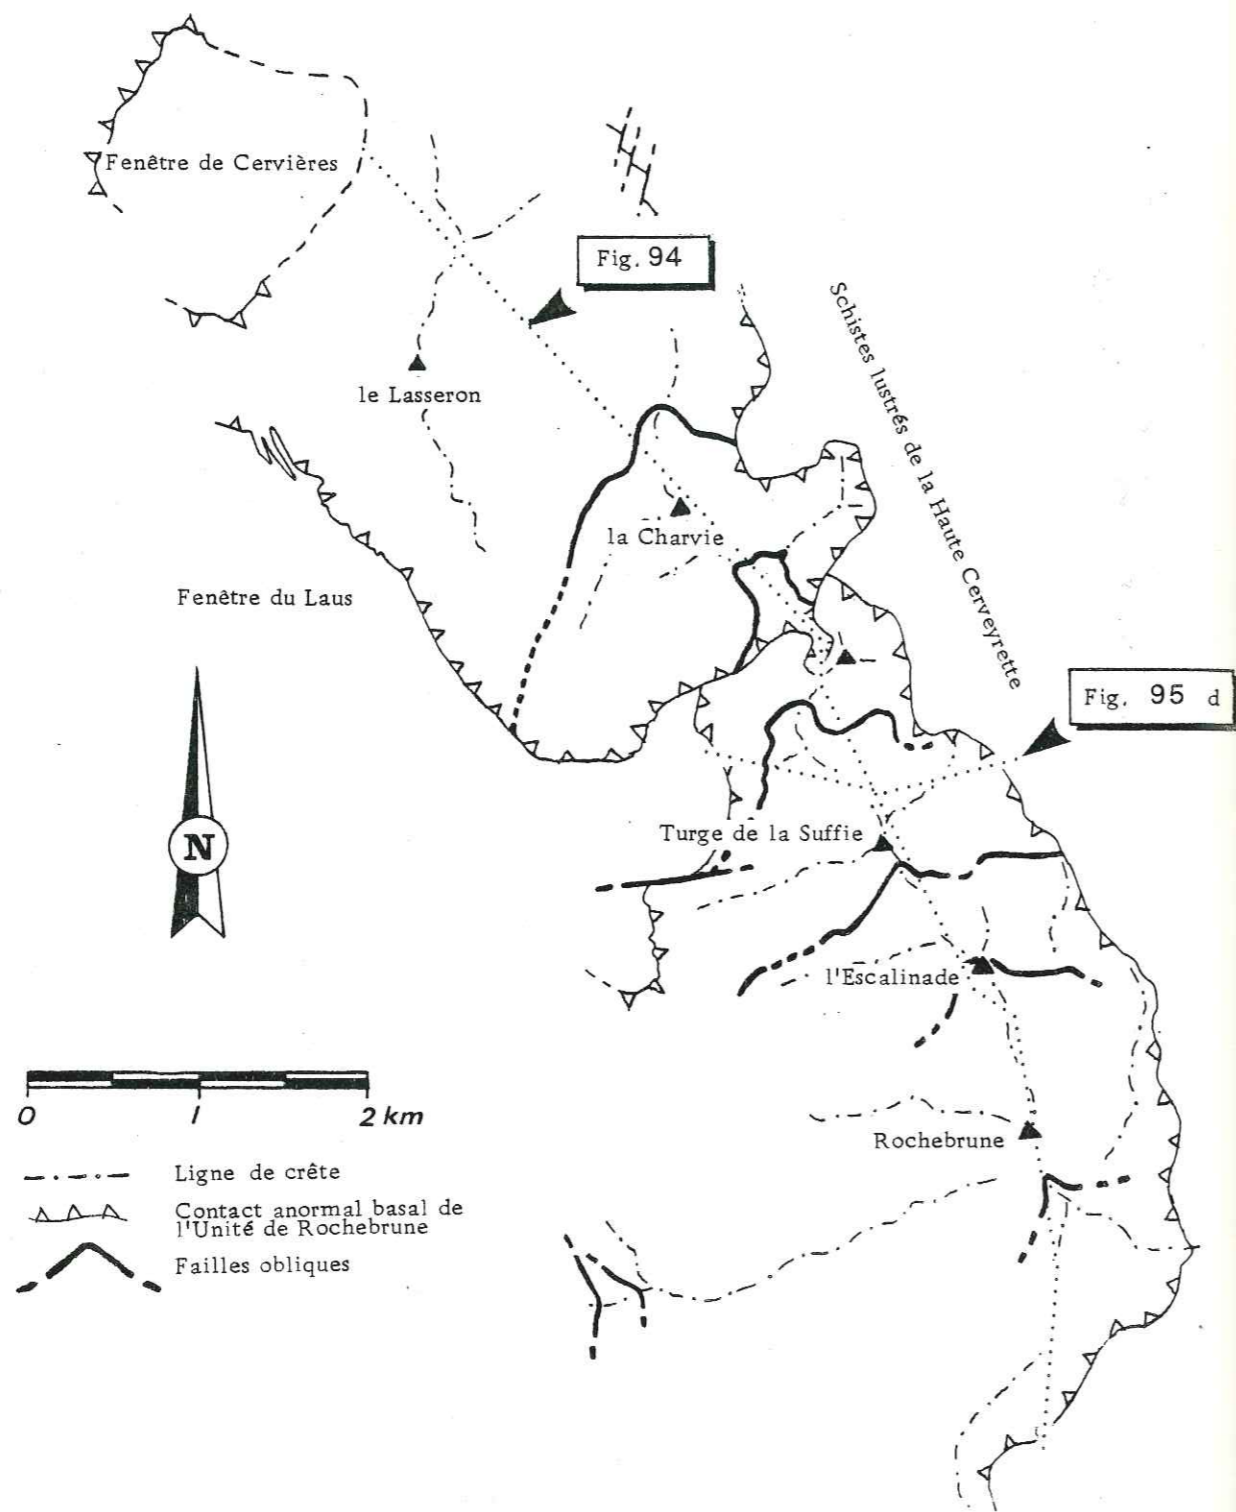 Fenêtre de Cervières
Fig. 94
Schistes lustrés de la Haute Cerveyrette
le Lasseron
la Charvie
Fenêtre du Laus
Fig. 95 d
N
Turge de la Suffie
l'Escalinade
Rochebrune
0 1 2 km
Ligne de crête
Contact anormal basal de
l'Unité de Rochebrune
Failles obliques